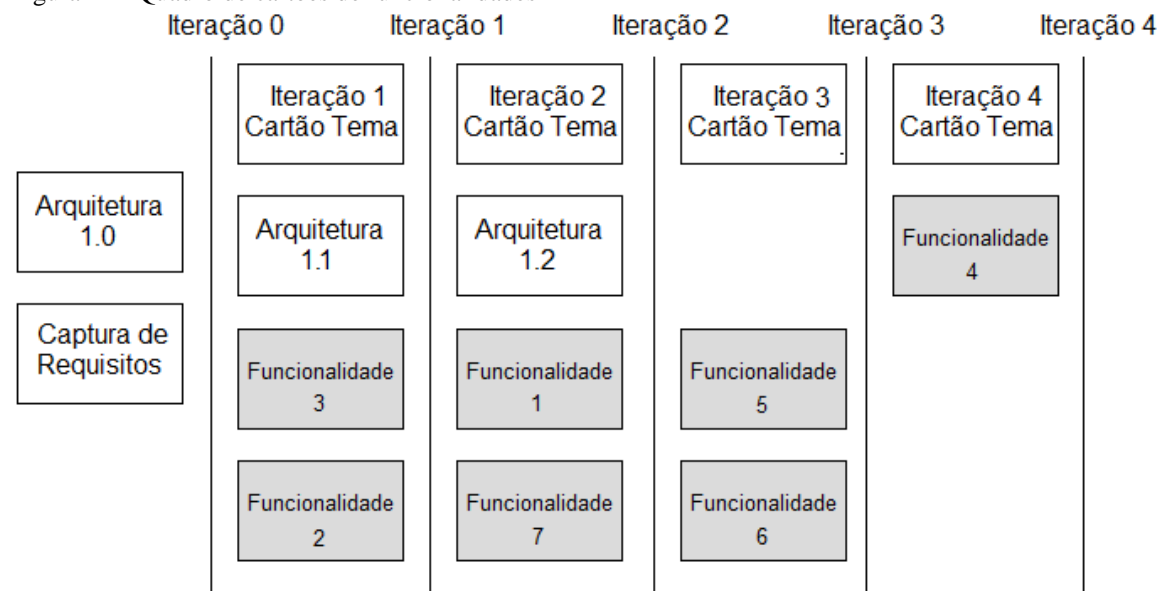 Iteração 0 Iteração 1 Iteração 2 Iteração 3 Iteração 4
Iteração 1
Cartão Tema
Iteração 2
Cartão Tema
Iteração 3
Cartão Tema
Iteração 4
Cartão Tema
Arquitetura
1.0
Arquitetura
1.1
Arquitetura
1.2
Funcionalidade
4
Captura de
Requisitos
Funcionalidade
3
Funcionalidade
1
Funcionalidade
5
Funcionalidade
2
Funcionalidade
7
Funcionalidade
6